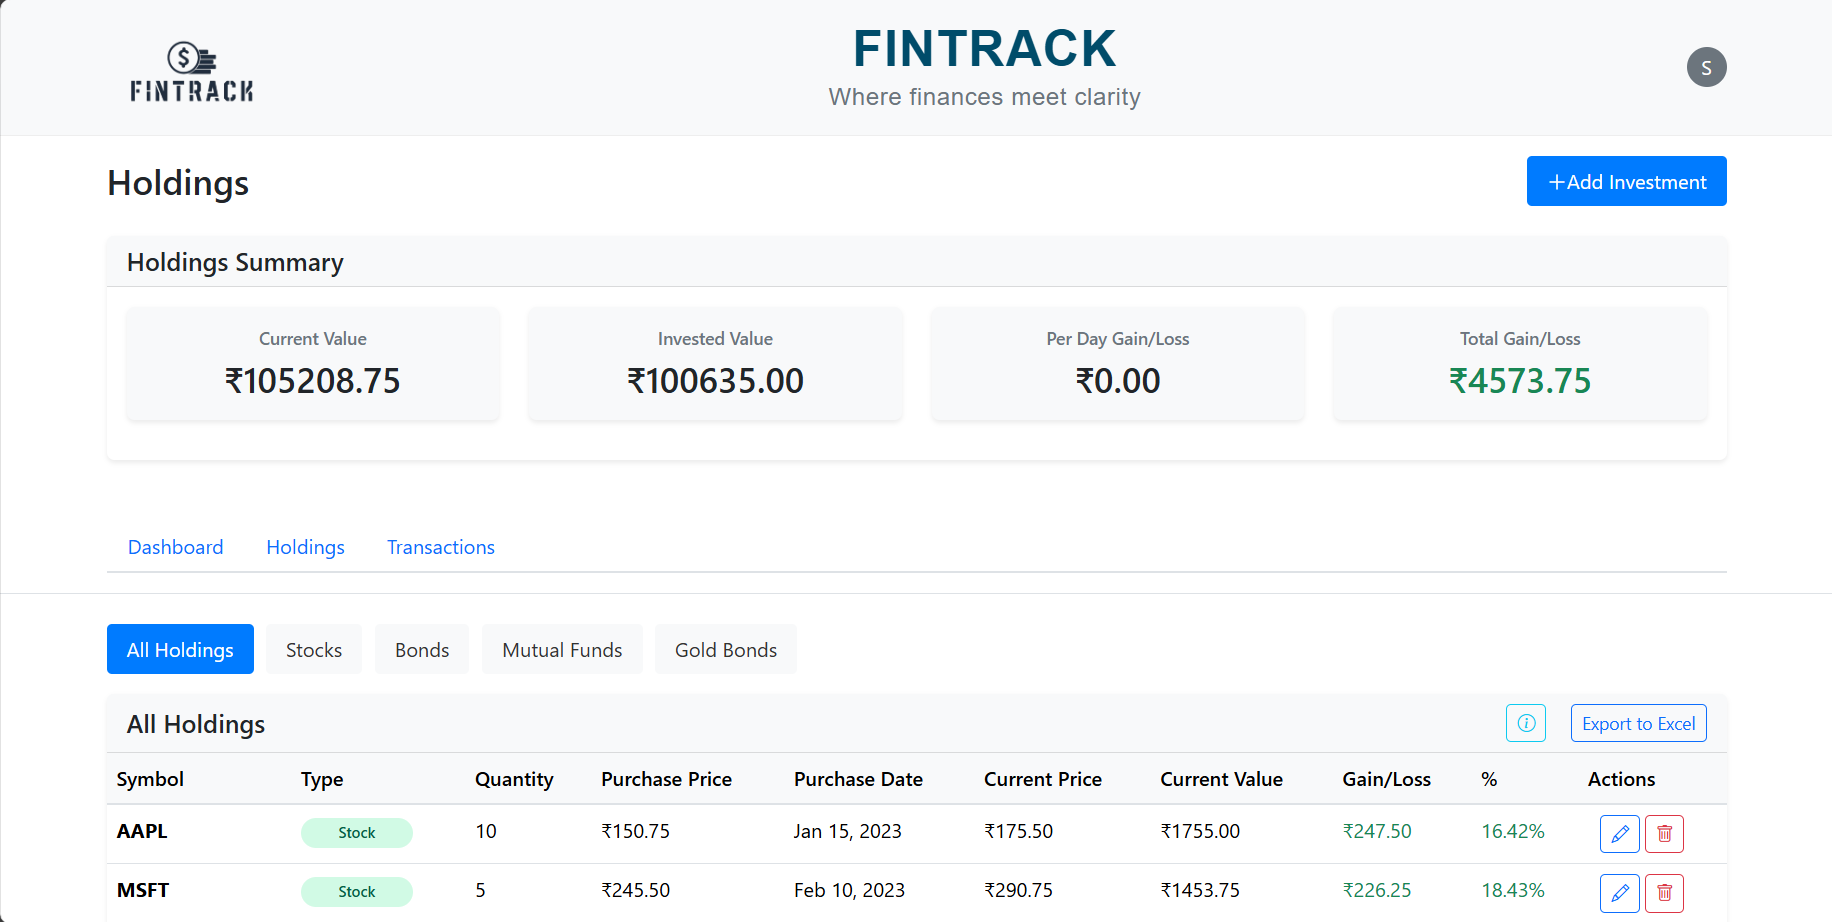 FINTRACK
FINTRACK
Where finances meet clarity
S
Holdings
+Add Investment
Holdings Summary
Current Value
₹105208.75
Invested Value
₹100635.00
Per Day Gain/Loss
₹0.00
Total Gain/Loss
₹4573.75
Dashboard Holdings Transactions
All Holdings Stocks Bonds Mutual Funds Gold Bonds
All Holdings Export to Excel
Symbol Type Quantity Purchase Price Purchase Date Current Price Current Value Gain/Loss % Actions
AAPL Stock 10 ₹150.75 Jan 15, 2023 ₹175.50 ₹1755.00 ₹247.50 16.42%
MSFT Stock 5 ₹245.50 Feb 10, 2023 ₹290.75 ₹1453.75 ₹226.25 18.43%